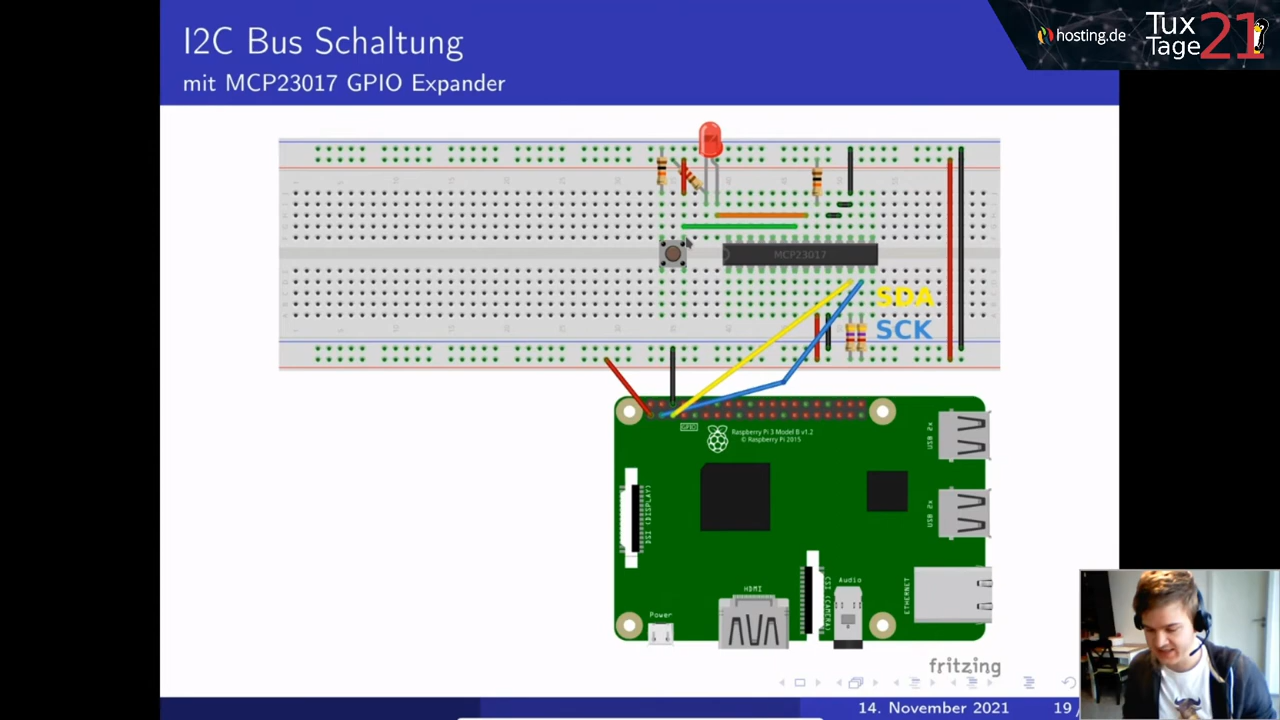 I2C Bus Schaltung
mit MCP23017 GPIO Expander
hosting.de
Tux
Tage
21
MCP23017
SDA
SCK
GPIO
Raspberry Pi 3 Model B v1.2
© Raspberry Pi 2015
USB 2x
USB 2x
DSI (DISPLAY)
ETHERNET
CSI (CAMERA)
Audio
HDMI
Power
fritzing
14. November 2021
19